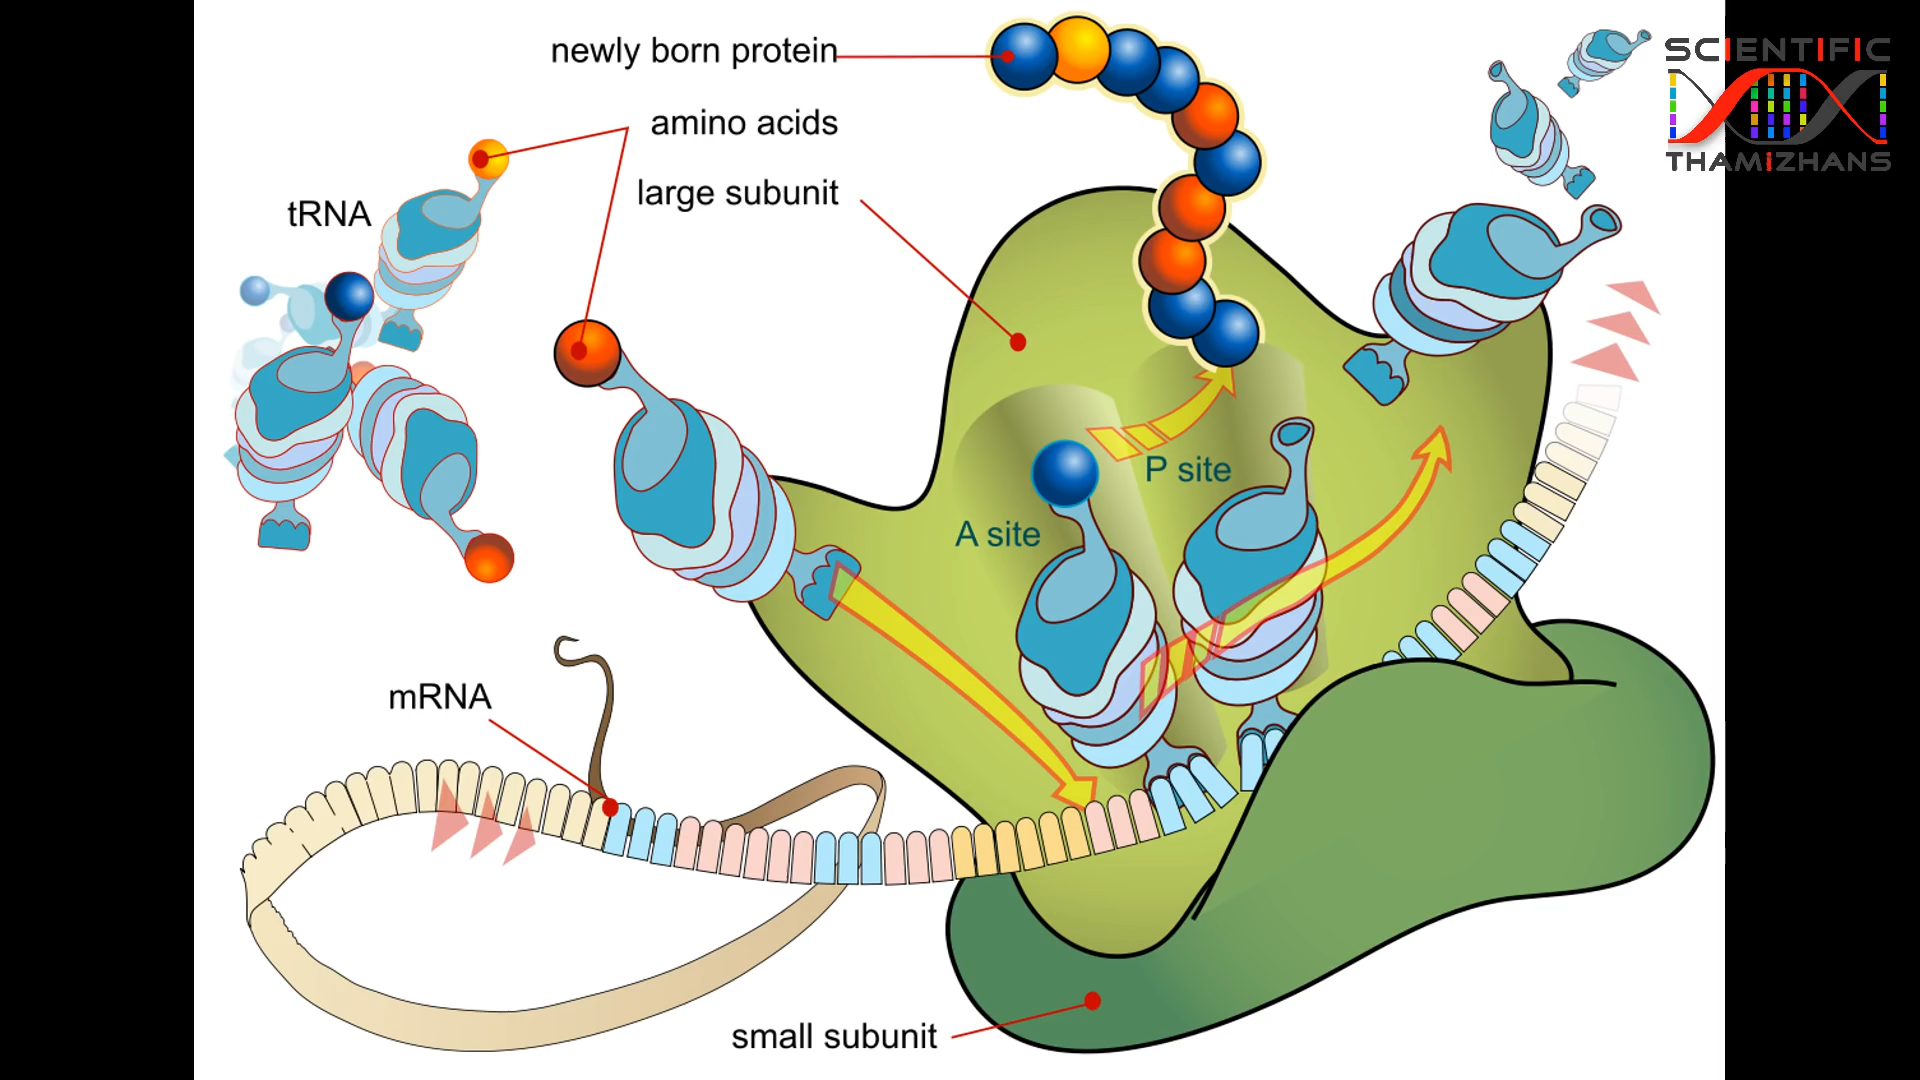 newly born protein
amino acids
large subunit
tRNA
P site
A site
mRNA
small subunit
SCIENTIFIC
THAMiZHANS